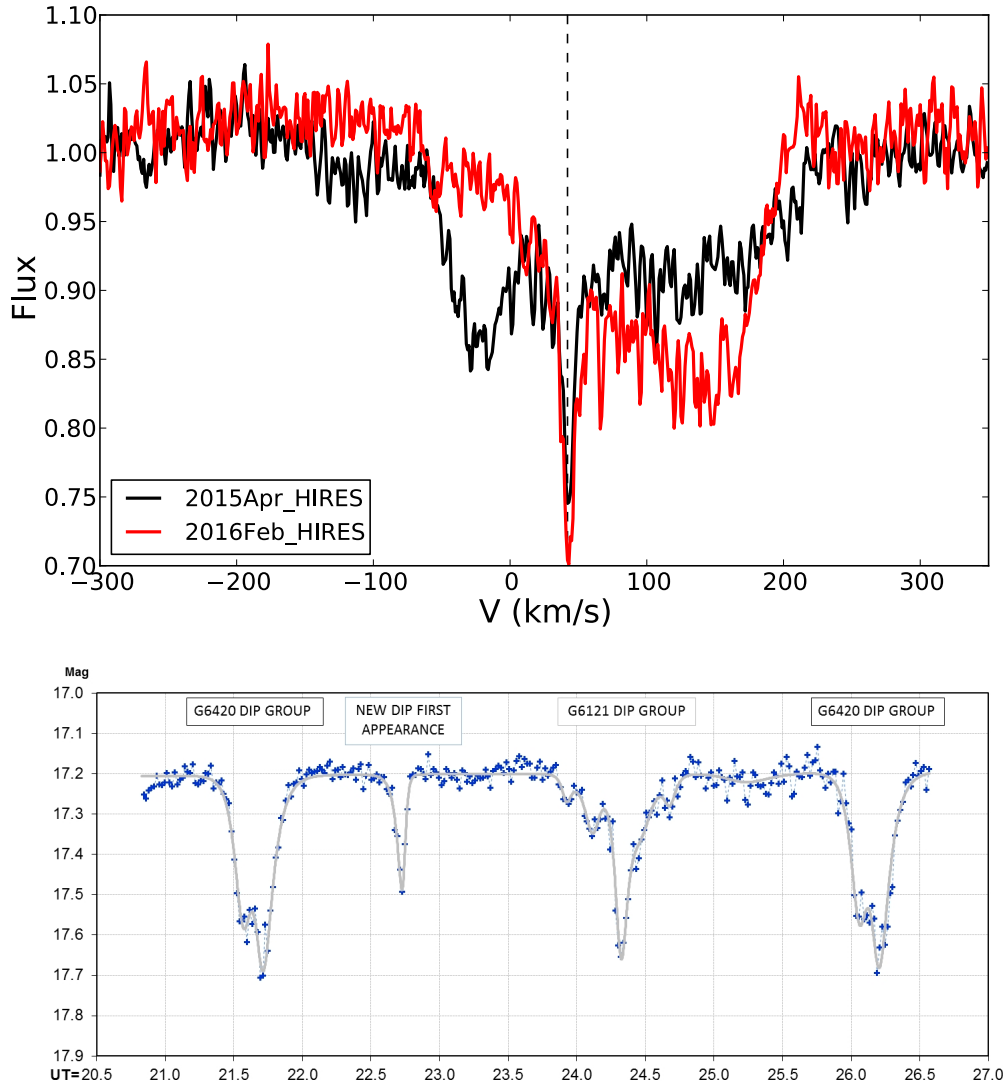 1.10
1.05
1.00
0.95
0.90
0.85
0.80
0.75
0.70
Flux
2015Apr_HIRES
2016Feb_HIRES
−300 −200 −100 0 100 200 300
V (km/s)
Mag
17.0
17.1
17.2
17.3
17.4
17.5
17.6
17.7
17.8
17.9
G6420 DIP GROUP
NEW DIP FIRST
APPEARANCE
G6121 DIP GROUP
G6420 DIP GROUP
UT= 20.5 21.0 21.5 22.0 22.5 23.0 23.5 24.0 24.5 25.0 25.5 26.0 26.5 27.0